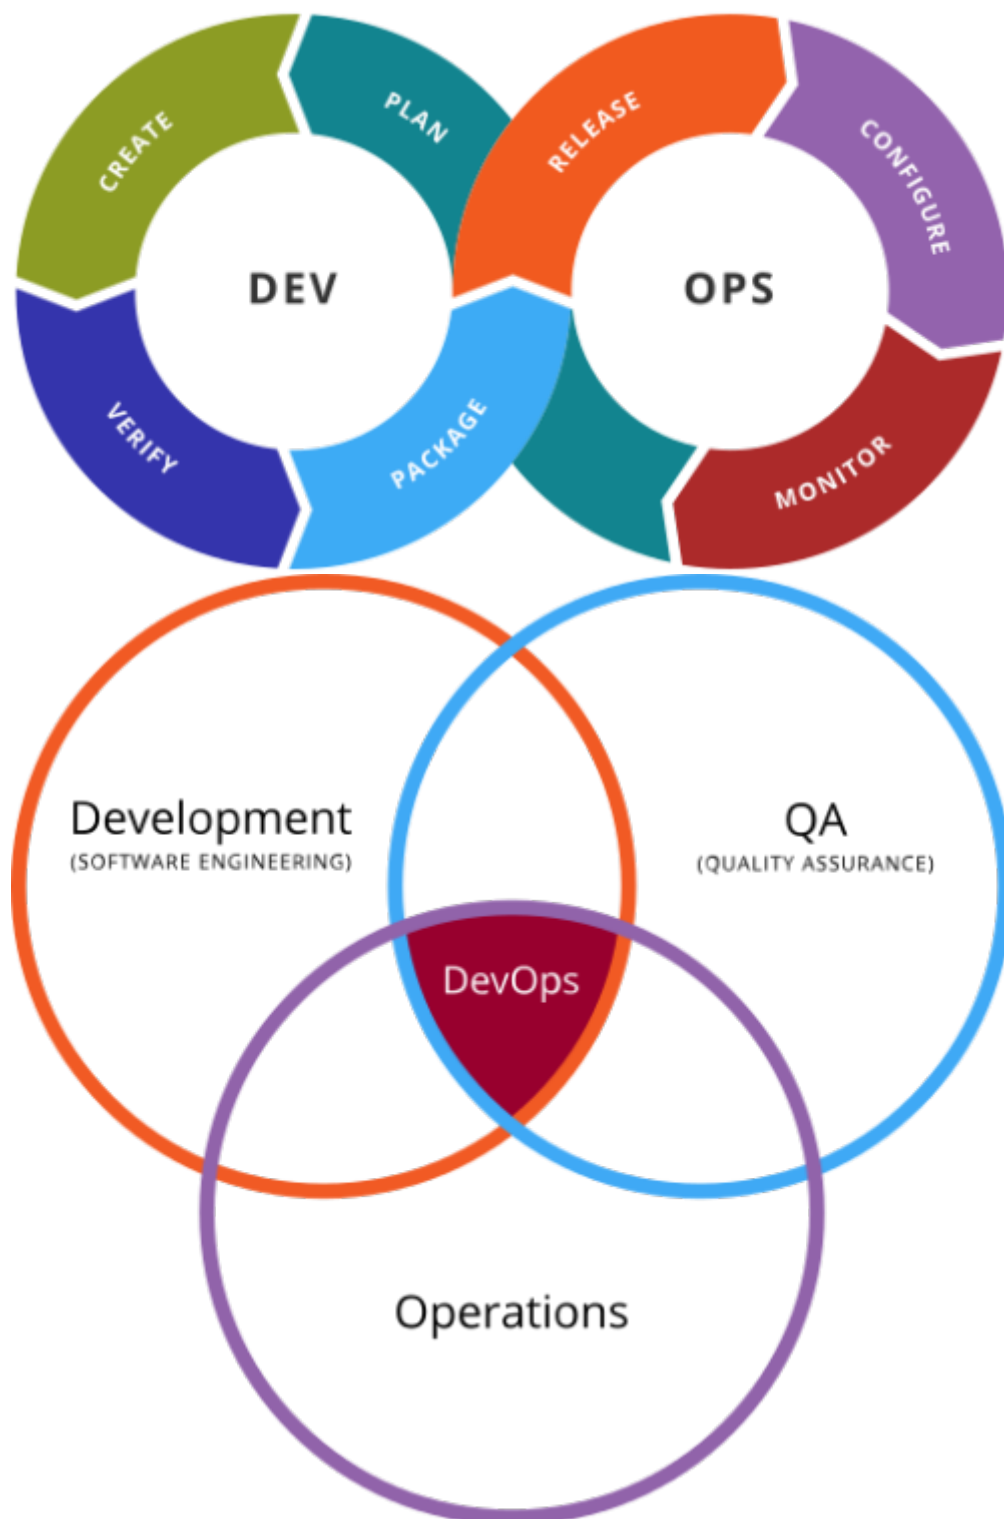 CREATE
PLAN
RELEASE
CONFIGURE
DEV
OPS
VERIFY
PACKAGE
MONITOR
Development
(SOFTWARE ENGINEERING)
QA
(QUALITY ASSURANCE)
DevOps
Operations